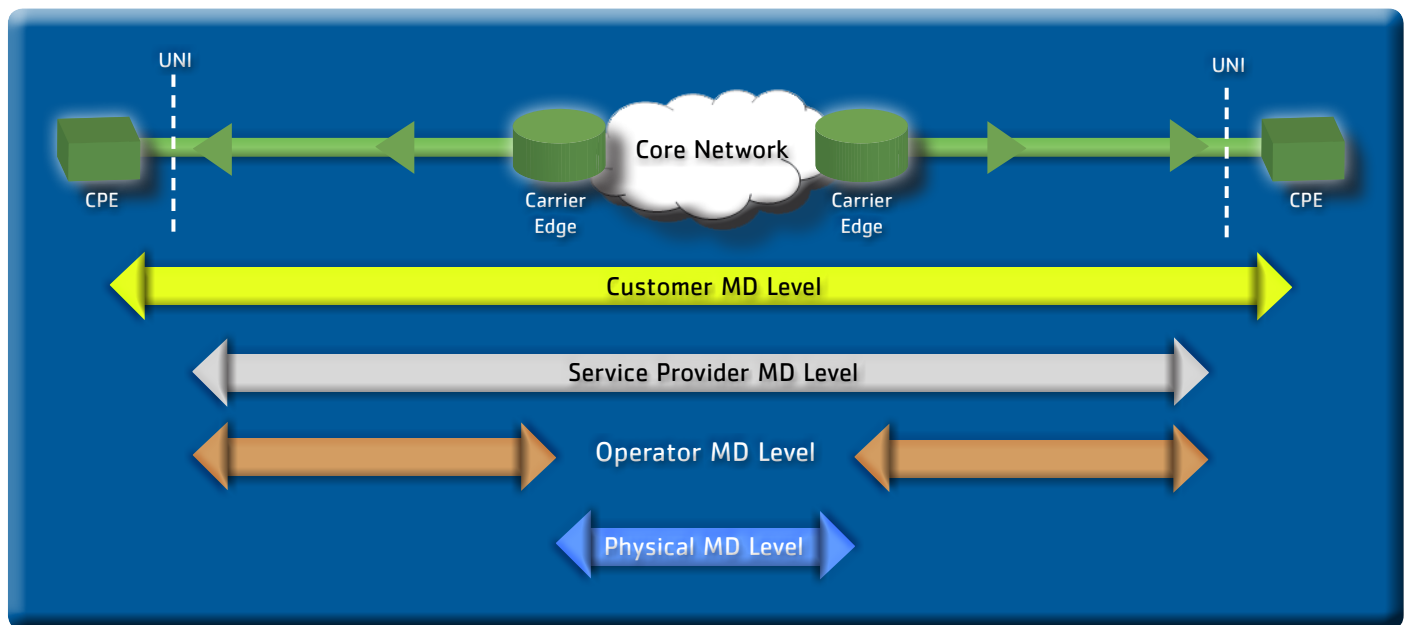 UNI
UNI
Core Network
CPE
Carrier
Edge
Carrier
Edge
CPE
Customer MD Level
Service Provider MD Level
Operator MD Level
Physical MD Level